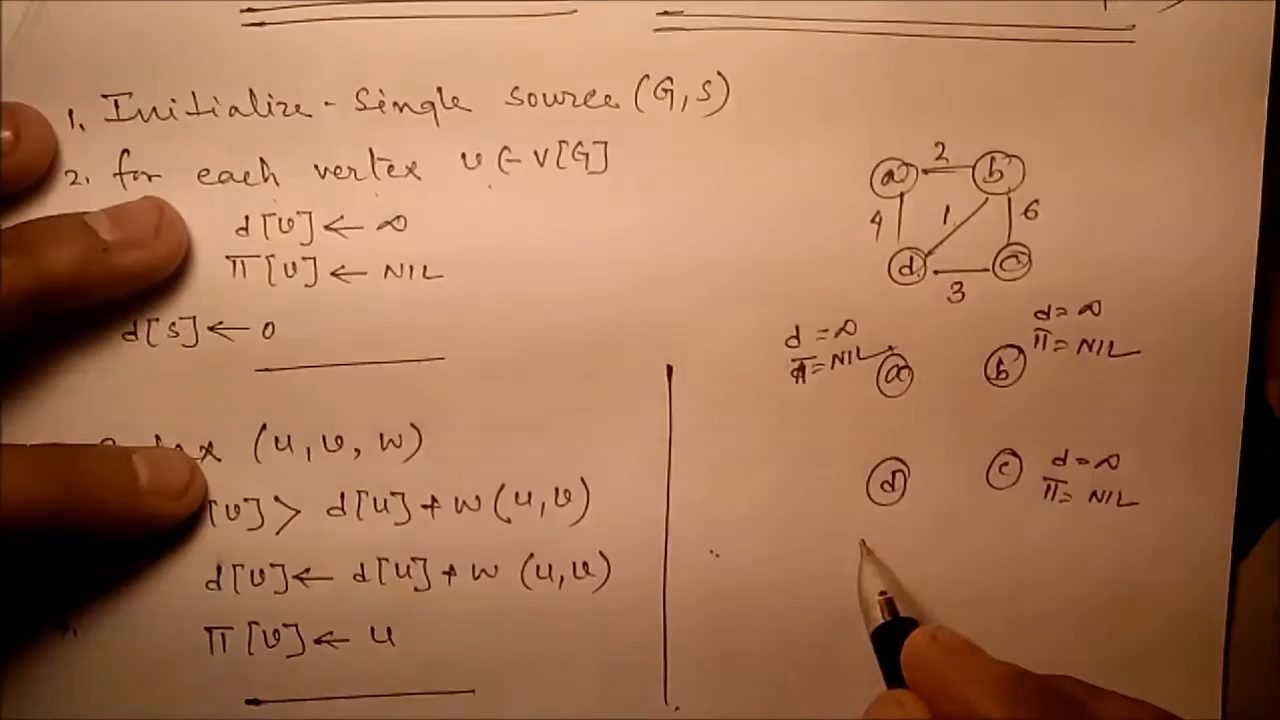 1. Initialize - Single source (G,S)
2. for each vertex v ∈ V[G]
d[v] ← ∞
π[v] ← NIL
d[s] ← 0
(u, v, w)
[v] > d[u] + w (u,v)
d[v] ← d[u] + w (u,v)
π[v] ← u
a 2 b
4 1 6
d c
3
d = ∞
π = NIL
a
d = ∞
π = NIL
b
d
c
d = ∞
π = NIL